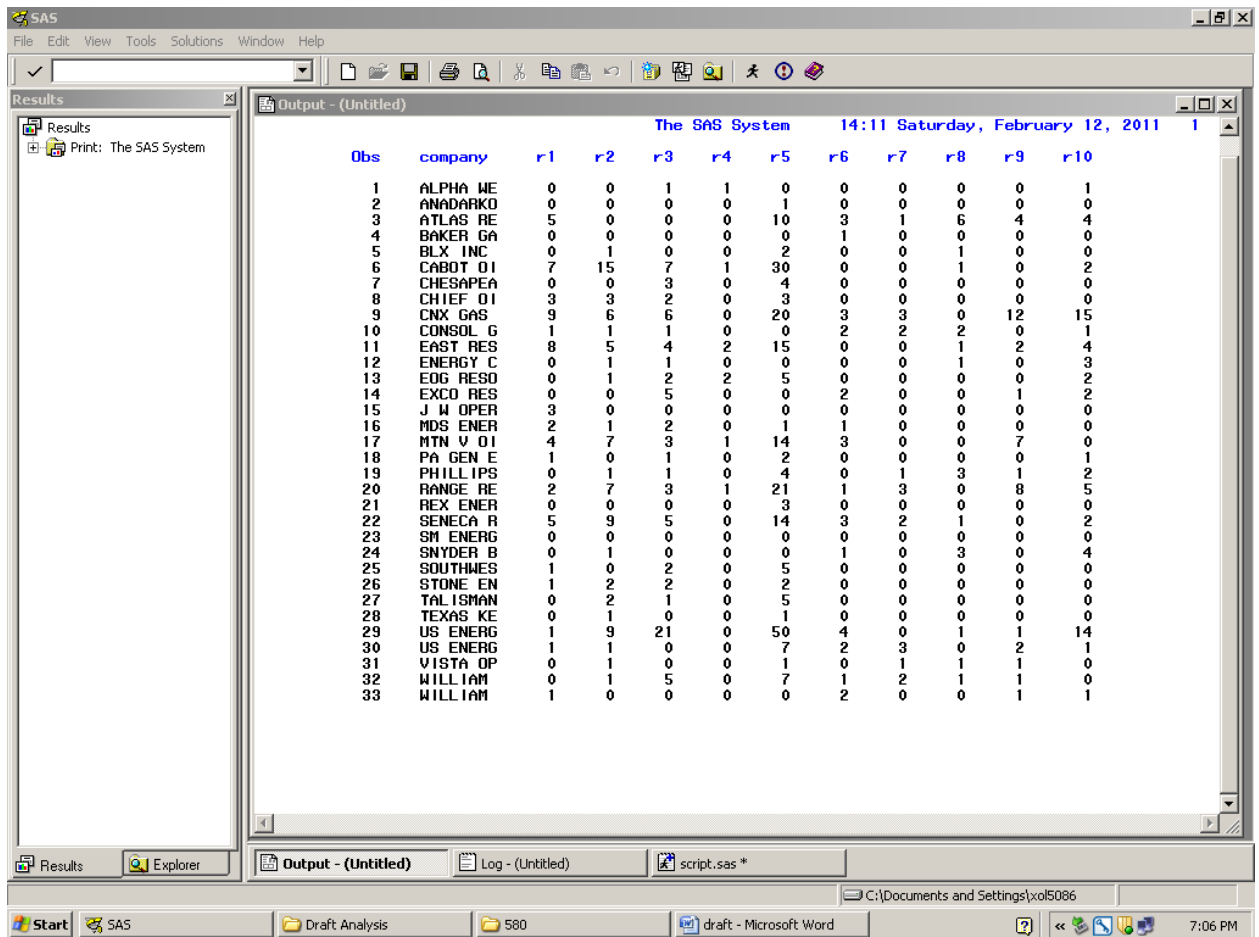 SAS
File Edit View Tools Solutions Window Help
Results
Results
Print: The SAS System
Output - (Untitled)
The SAS System 14:11 Saturday, February 12, 2011 1
Obs company r1 r2 r3 r4 r5 r6 r7 r8 r9 r10
1 ALPHA WE 0 0 1 1 0 0 0 0 0 1
2 ANADARKO 0 0 0 0 1 0 0 0 0 0
3 ATLAS RE 5 0 0 0 10 3 1 6 4 4
4 BAKER GA 0 0 0 0 0 1 0 0 0 0
5 BLX INC 0 1 0 0 2 0 0 1 0 0
6 CABOT OI 7 15 7 1 30 0 0 1 0 2
7 CHESAPEA 0 0 3 0 4 0 0 0 0 0
8 CHIEF OI 3 3 2 0 3 0 0 0 0 0
9 CNX GAS 9 6 6 0 20 3 3 0 12 15
10 CONSOL G 1 1 1 0 0 2 2 2 0 1
11 EAST RES 8 5 4 2 15 0 0 1 2 4
12 ENERGY C 0 1 1 0 0 0 0 1 0 3
13 EOG RESO 0 1 2 2 5 0 0 0 0 2
14 EXCO RES 0 0 5 0 0 2 0 0 1 2
15 J W OPER 3 0 0 0 0 0 0 0 0 0
16 MDS ENER 2 1 2 0 1 1 0 0 0 0
17 MTN V OI 4 7 3 1 14 3 0 0 7 0
18 PA GEN E 1 0 1 0 2 0 0 0 0 1
19 PHILLIPS 0 1 1 0 4 0 1 3 1 2
20 RANGE RE 2 7 3 1 21 1 3 0 8 5
21 REX ENER 0 0 0 0 3 0 0 0 0 0
22 SENECA R 5 9 5 0 14 3 2 1 0 2
23 SM ENERG 0 0 0 0 0 0 0 0 0 0
24 SNYDER B 0 1 0 0 0 1 0 3 0 4
25 SOUTHWES 1 0 2 0 5 0 0 0 0 0
26 STONE EN 1 2 2 0 2 0 0 0 0 0
27 TALISMAN 0 2 1 0 5 0 0 0 0 0
28 TEXAS KE 0 1 0 0 1 0 0 0 0 0
29 US ENERG 1 9 21 0 50 4 0 1 1 14
30 US ENERG 1 1 0 0 7 2 3 0 2 1
31 VISTA OP 0 1 0 0 1 0 1 1 1 0
32 WILLIAM 0 1 5 0 7 1 2 1 1 0
33 WILLIAM 1 0 0 0 0 2 0 0 1 1
Results Explorer
Output - (Untitled) Log - (Untitled) script.sas *
C:\Documents and Settings\xol5086
Start SAS Draft Analysis 580 draft - Microsoft Word 7:06 PM